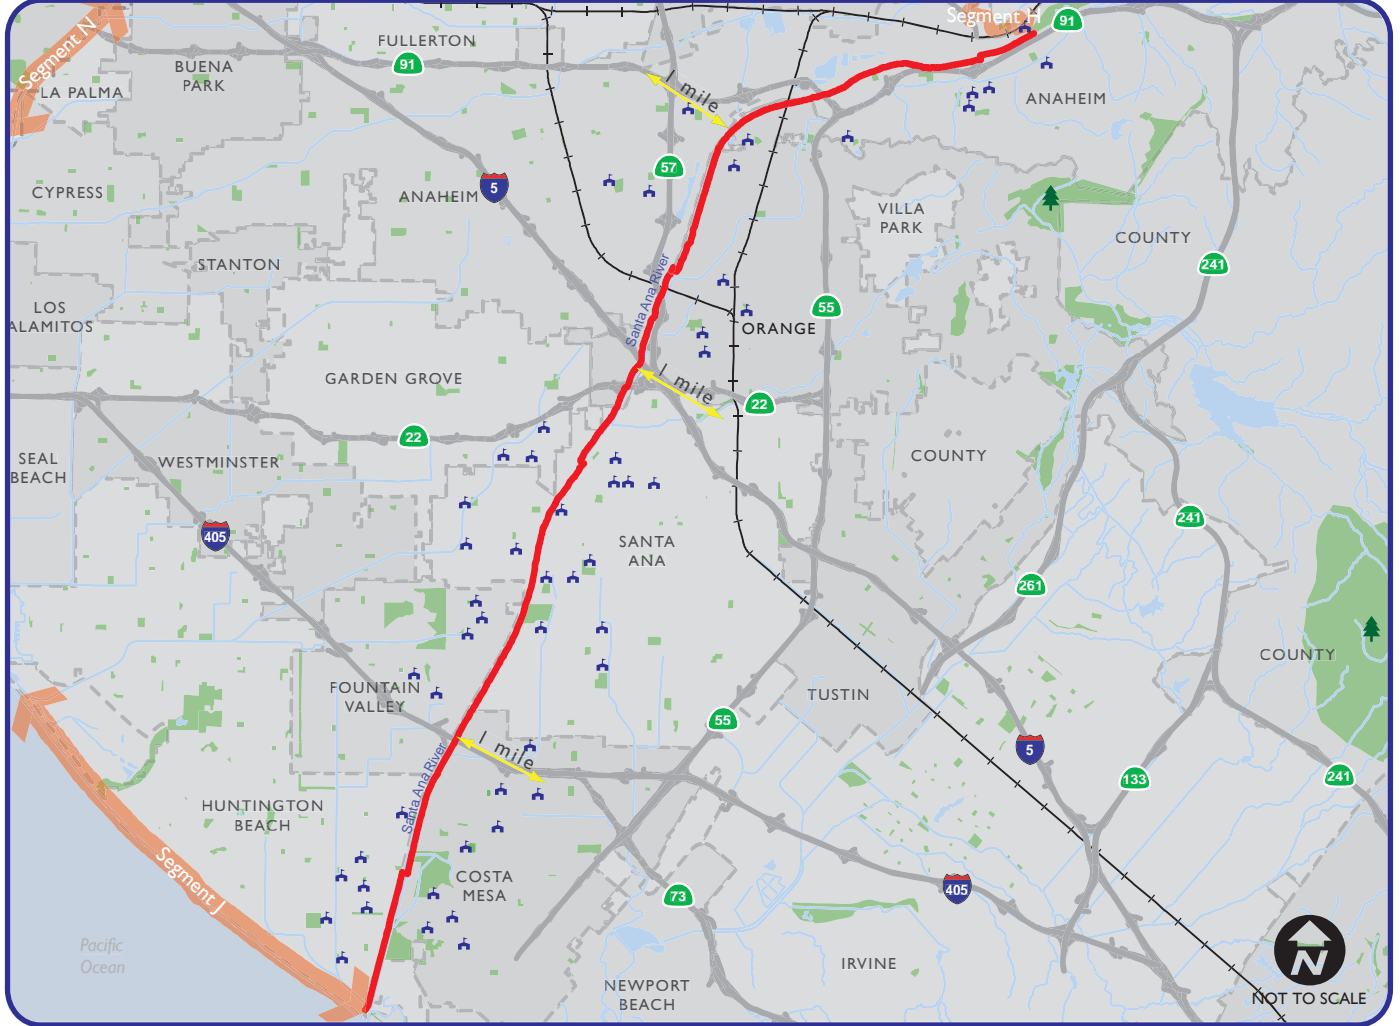 Segment N
Segment H
91
FULLERTON
91
BUENA
PARK
LA PALMA
1 mile
ANAHEIM
57
CYPRESS
ANAHEIM
5
VILLA
PARK
COUNTY
STANTON
241
Santa Ana River
LOS
ALAMITOS
55
ORANGE
GARDEN GROVE
1 mile
22
22
SEAL
BEACH
WESTMINSTER
COUNTY
405
241
SANTA
ANA
261
COUNTY
FOUNTAIN
VALLEY
TUSTIN
55
1 mile
5
Santa Ana River
133
241
HUNTINGTON
BEACH
Segment J
COSTA
MESA
73
405
Pacific
Ocean
IRVINE
N
NEWPORT
BEACH
NOT TO SCALE